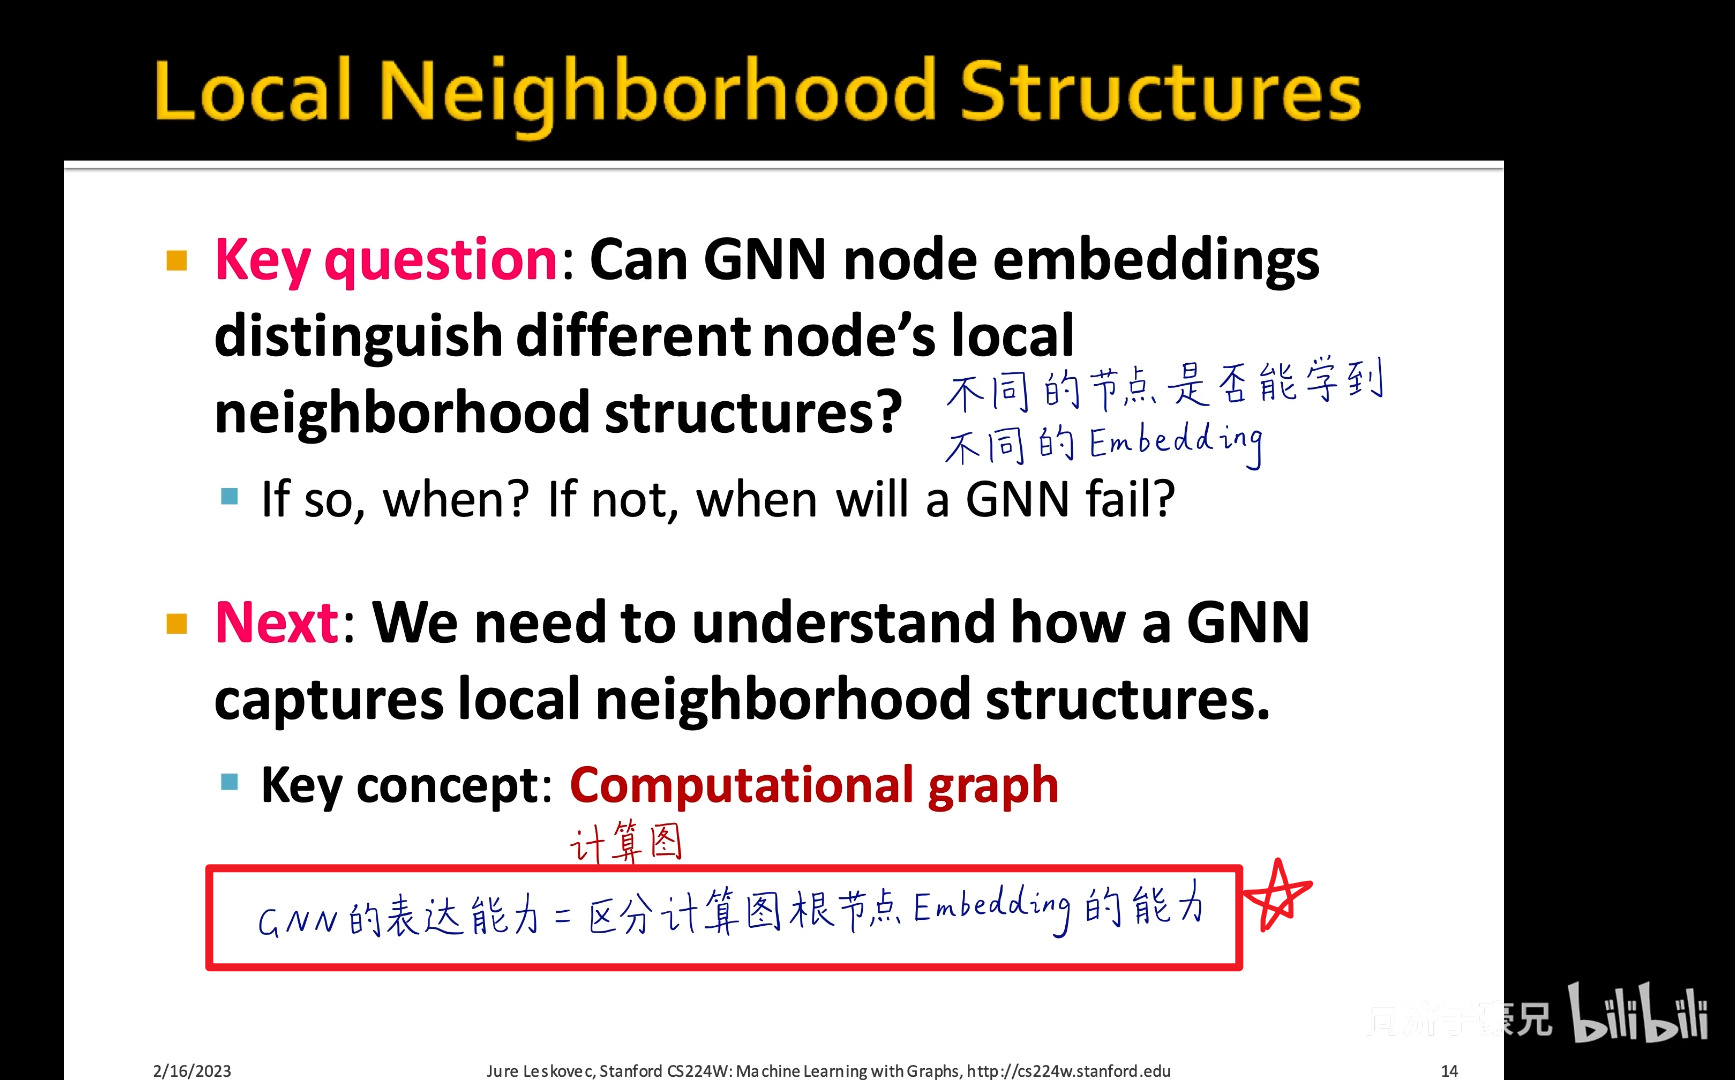 Local Neighborhood Structures
Key question: Can GNN node embeddings
distinguish different node's local
neighborhood structures?
不同的节点是否能学到
不同的Embedding
If so, when? If not, when will a GNN fail?
Next: We need to understand how a GNN
captures local neighborhood structures.
Key concept: Computational graph
计算图
GNN的表达能力=区分计算图根节点Embedding的能力
同济子豪兄 bilibili
2/16/2023
Jure Leskovec, Stanford CS224W: Machine Learning with Graphs, http://cs224w.stanford.edu
14